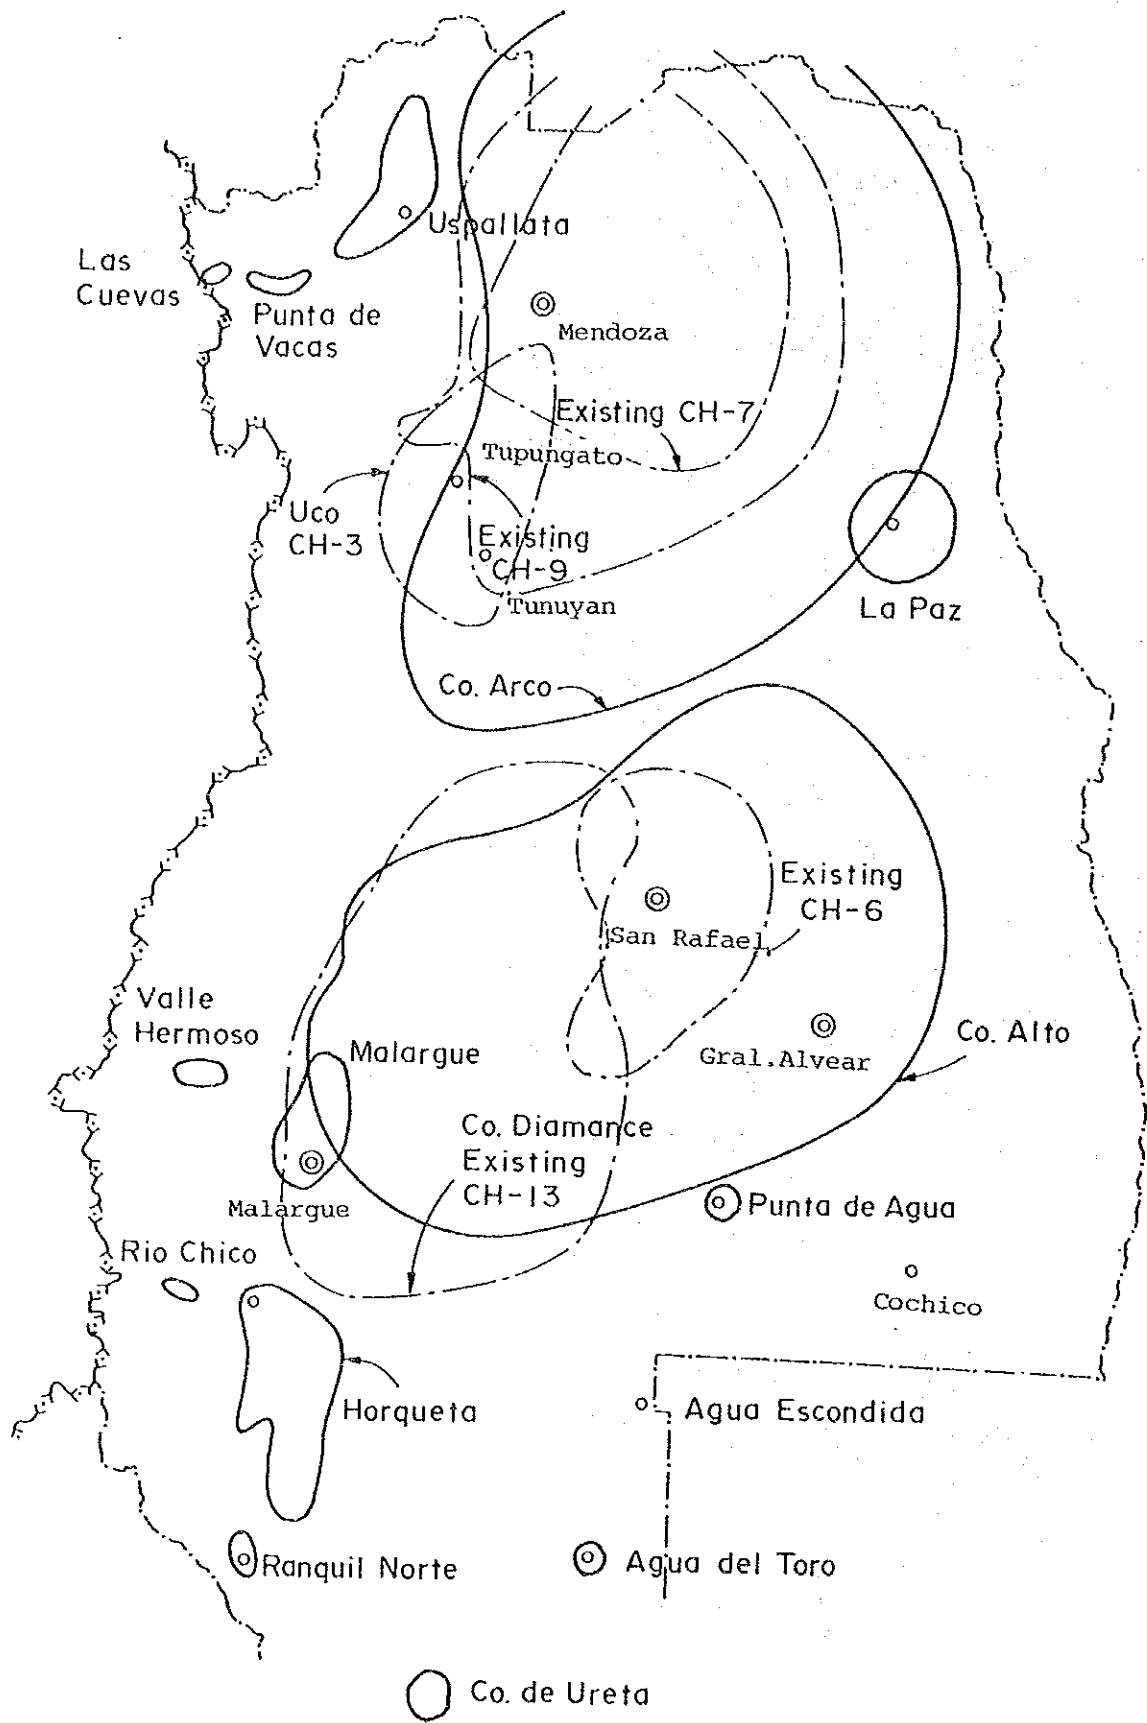 Uspallata
Las
Cuevas
Punta de
Vacas
Mendoza
Existing CH-7
Tupungato
Uco
CH-3
Existing
CH-9
Tunuyan
La Paz
Co. Arco
Existing
CH-6
San Rafael
Valle
Hermoso
Malargue
Gral.Alvear
Co. Alto
Co. Diamance
Existing
CH-13
Malargue
Punta de Agua
Rio Chico
Cochico
Horqueta
Agua Escondida
Ranquil Norte
Agua del Toro
Co. de Ureta